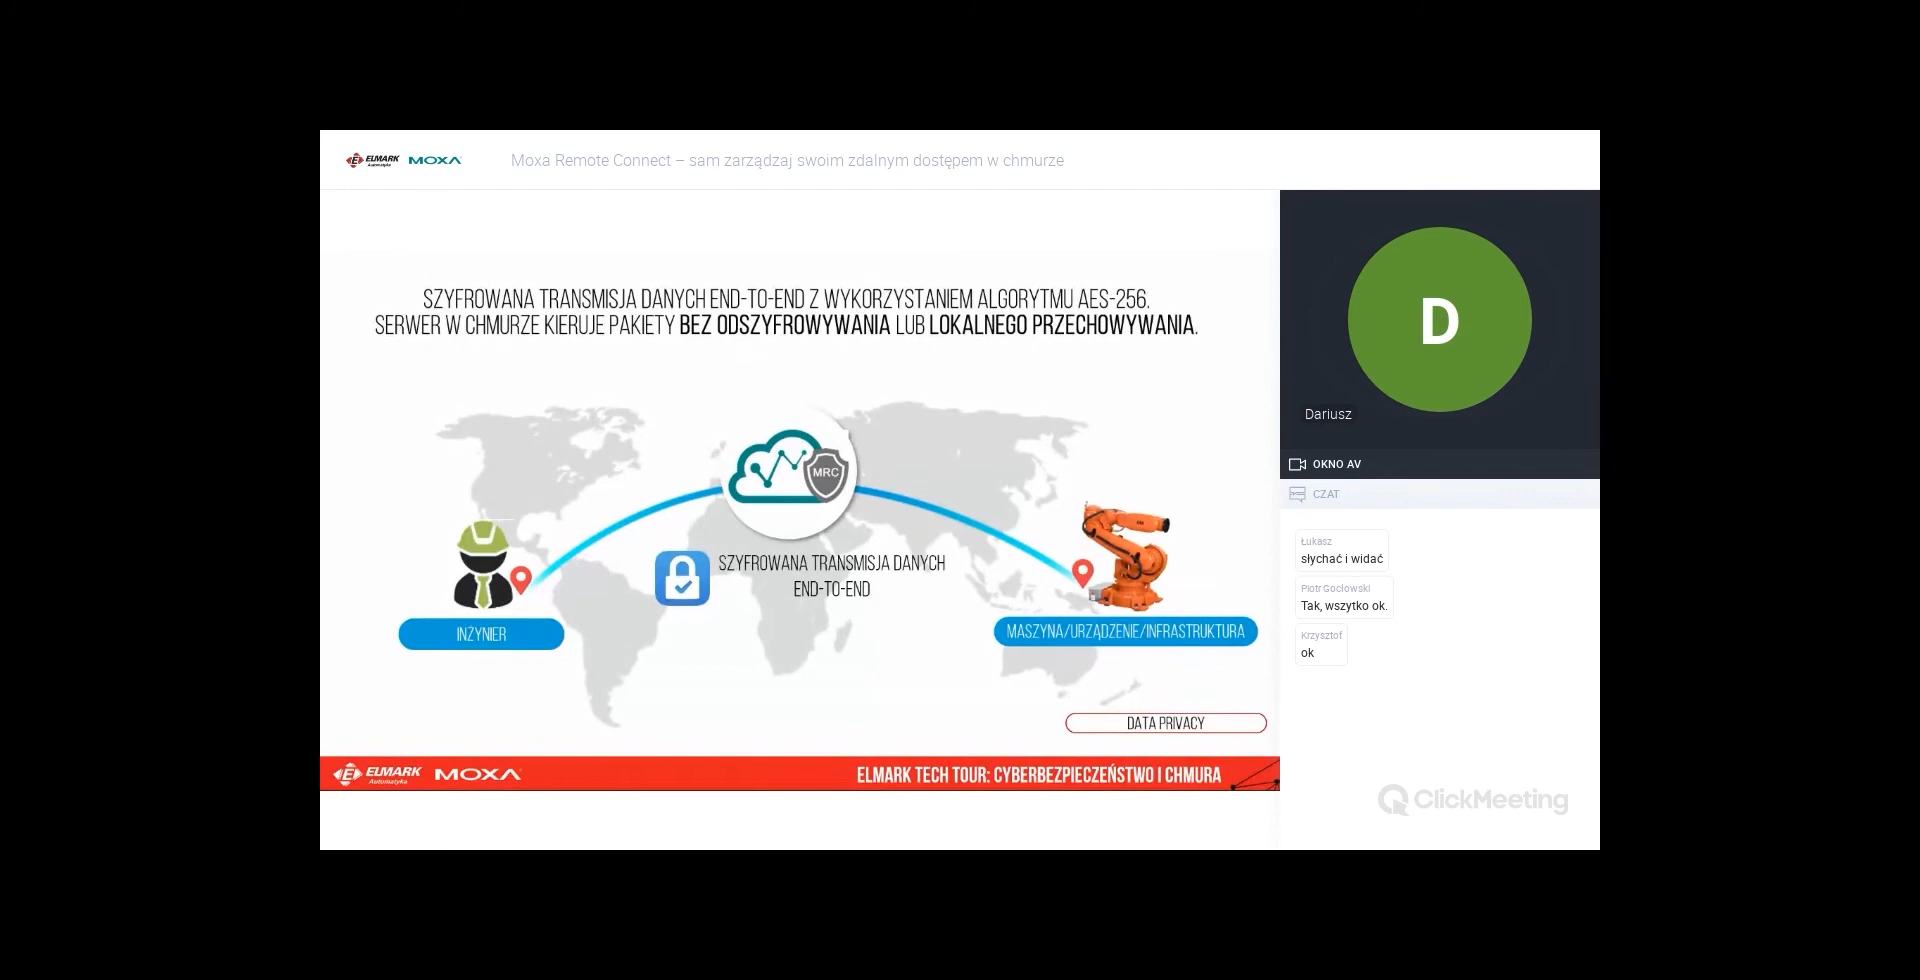 ELMARK
Automatyka
MOXA
Moxa Remote Connect – sam zarządzaj swoim zdalnym dostępem w chmurze
SZYFROWANA TRANSMISJA DANYCH END-TO-END Z WYKORZYSTANIEM ALGORYTMU AES-256.
SERWER W CHMURZE KIERUJE PAKIETY BEZ ODSZYFROWYWANIA LUB LOKALNEGO PRZECHOWYWANIA.
MRC
SZYFROWANA TRANSMISJA DANYCH
END-TO-END
INŻYNIER
MASZYNA/URZĄDZENIE/INFRASTRUKTURA
DATA PRIVACY
ELMARK
Automatyka
MOXA
ELMARK TECH TOUR: CYBERBEZPIECZEŃSTWO I CHMURA
D
Dariusz
OKNO AV
CZAT
Łukasz
słychać i widać
Piotr Gocłowski
Tak, wszytko ok.
Krzysztof
ok
ClickMeeting